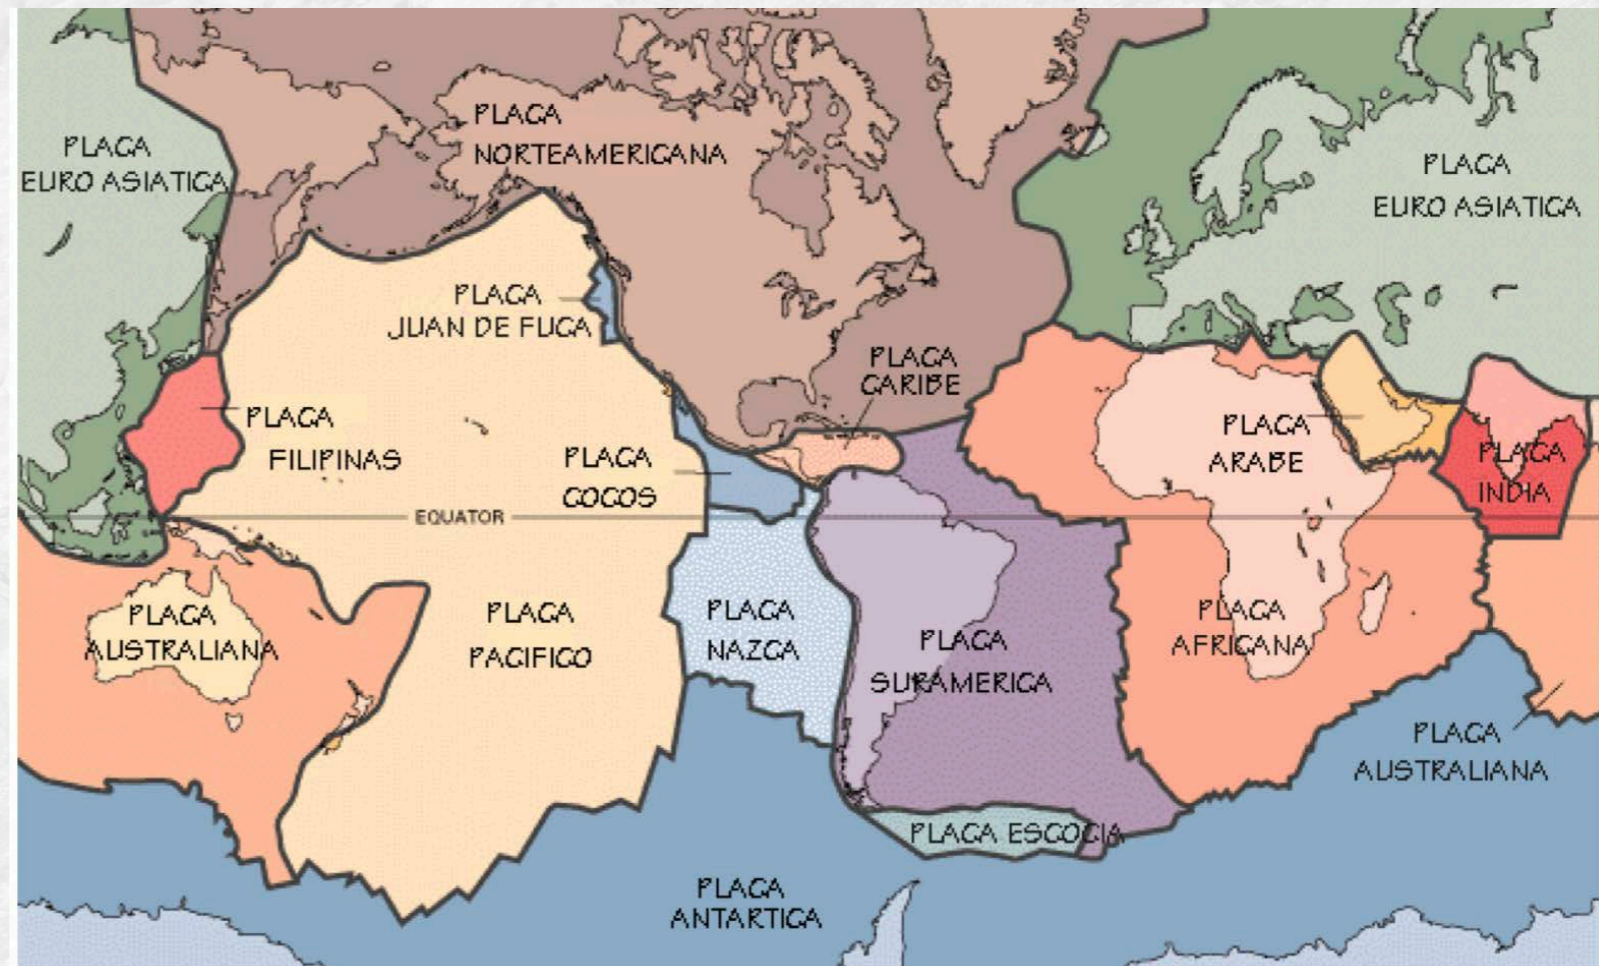 PLACA
NORTEAMERICANA
PLACA
EURO ASIATICA
PLACA
EURO ASIATICA
PLACA
JUAN DE FUCA
PLACA
CARIBE
PLACA
FILIPINAS
PLACA
COCOS
PLACA
ARABE
PLACA
INDIA
EQUATOR
PLACA
AUSTRALIANA
PLACA
PACIFICO
PLACA
NAZCA
PLACA
SURAMERICA
PLACA
AFRICANA
PLACA
AUSTRALIANA
PLACA ESCOCIA
PLACA
ANTARTICA